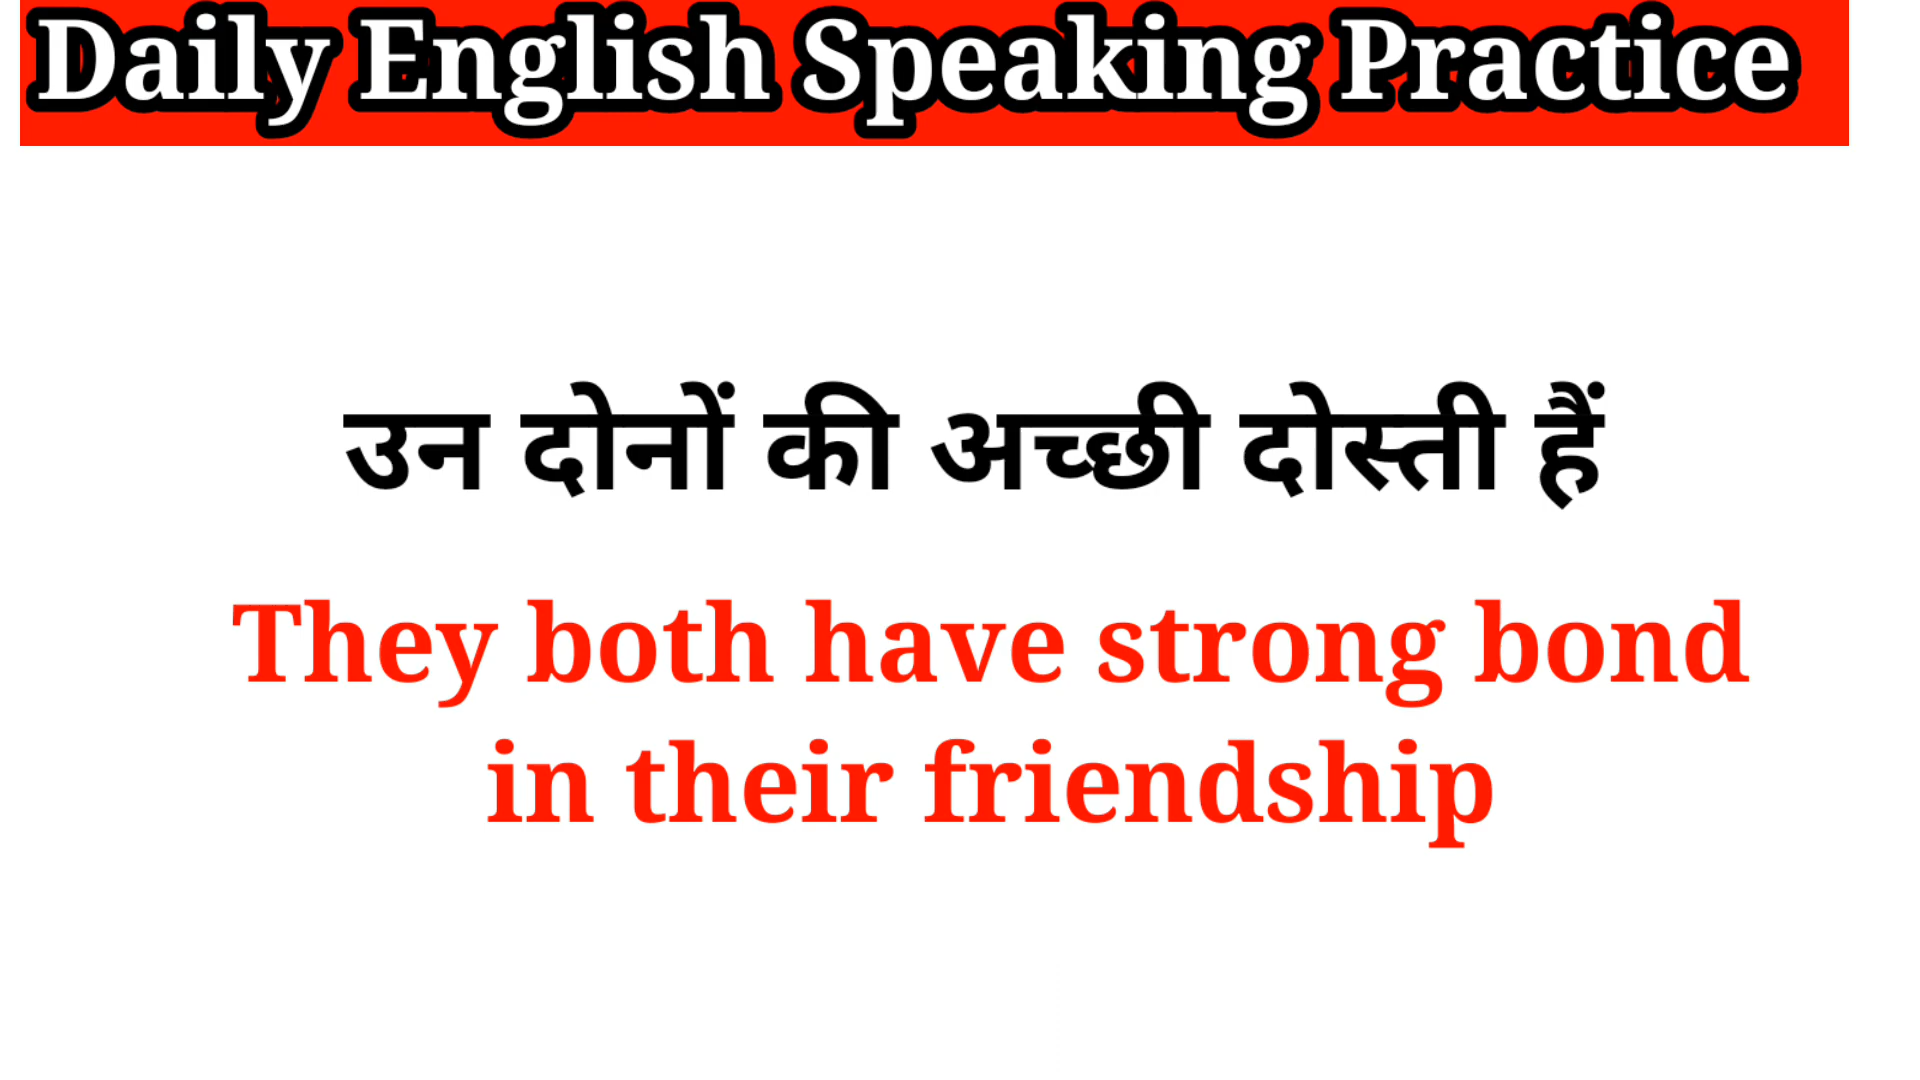 Daily English Speaking Practice
उन दोनों की अच्छी दोस्ती हैं
They both have strong bond
in their friendship